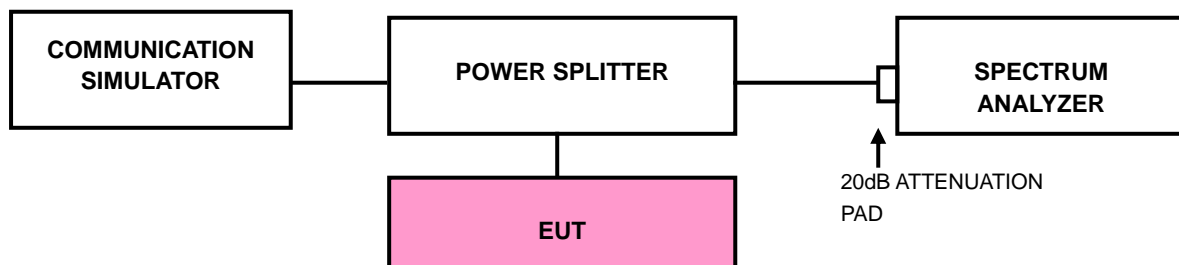 COMMUNICATION
SIMULATOR
POWER SPLITTER
SPECTRUM
ANALYZER
20dB ATTENUATION
PAD
EUT